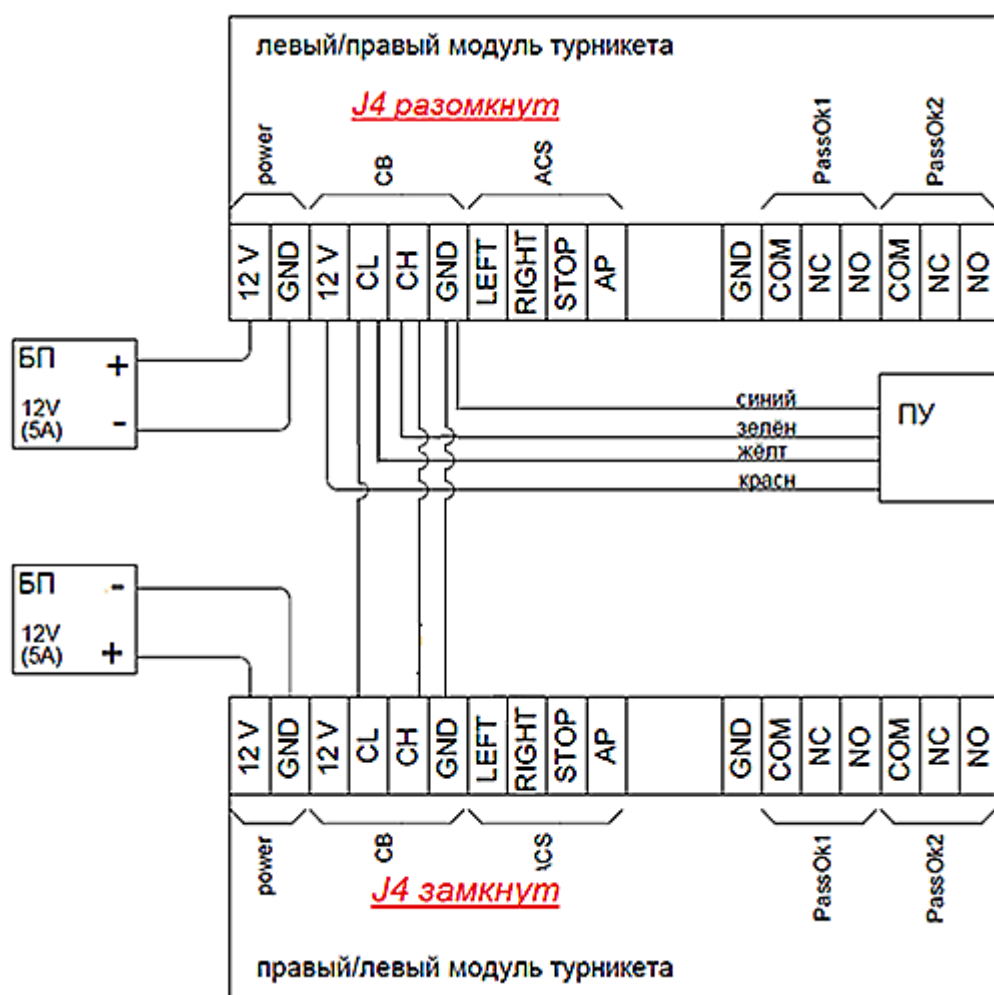 левый/правый модуль турникета
J4 разомкнут
power
CB
ACS
PassOk1
PassOk2
12 V
GND
12 V
CL
CH
GND
LEFT
RIGHT
STOP
AP
GND
COM
NC
NO
COM
NC
NO
БП
+
12V
(5A)
-
синий
зелён
жёлт
красн
ПУ
БП
-
12V
(5A)
+
12 V
GND
12 V
CL
CH
GND
LEFT
RIGHT
STOP
AP
GND
COM
NC
NO
COM
NC
NO
power
CB
ACS
PassOk1
PassOk2
J4 замкнут
правый/левый модуль турникета